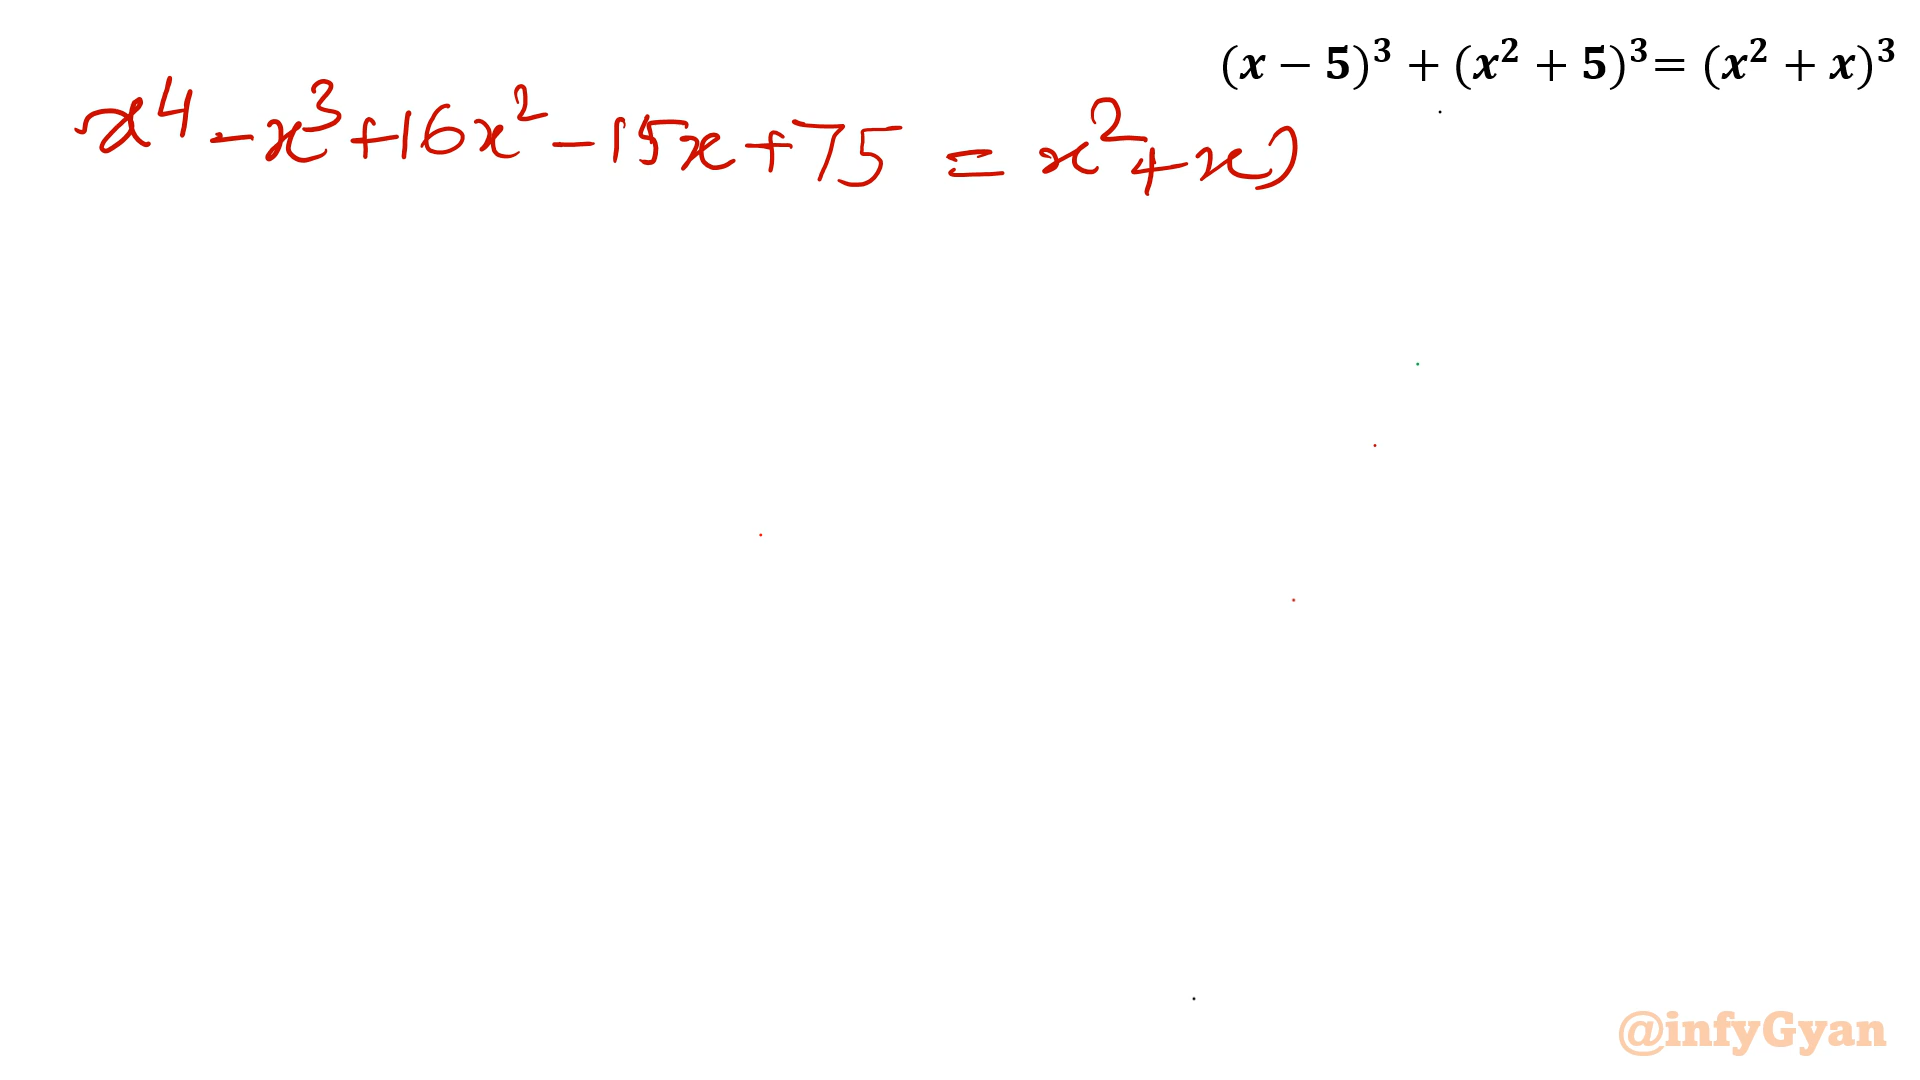 (x − 5)³ + (x² + 5)³ = (x² + x)³
x⁴ − x³ + 16x² − 15x + 75 = x² + x)
@infyGyan